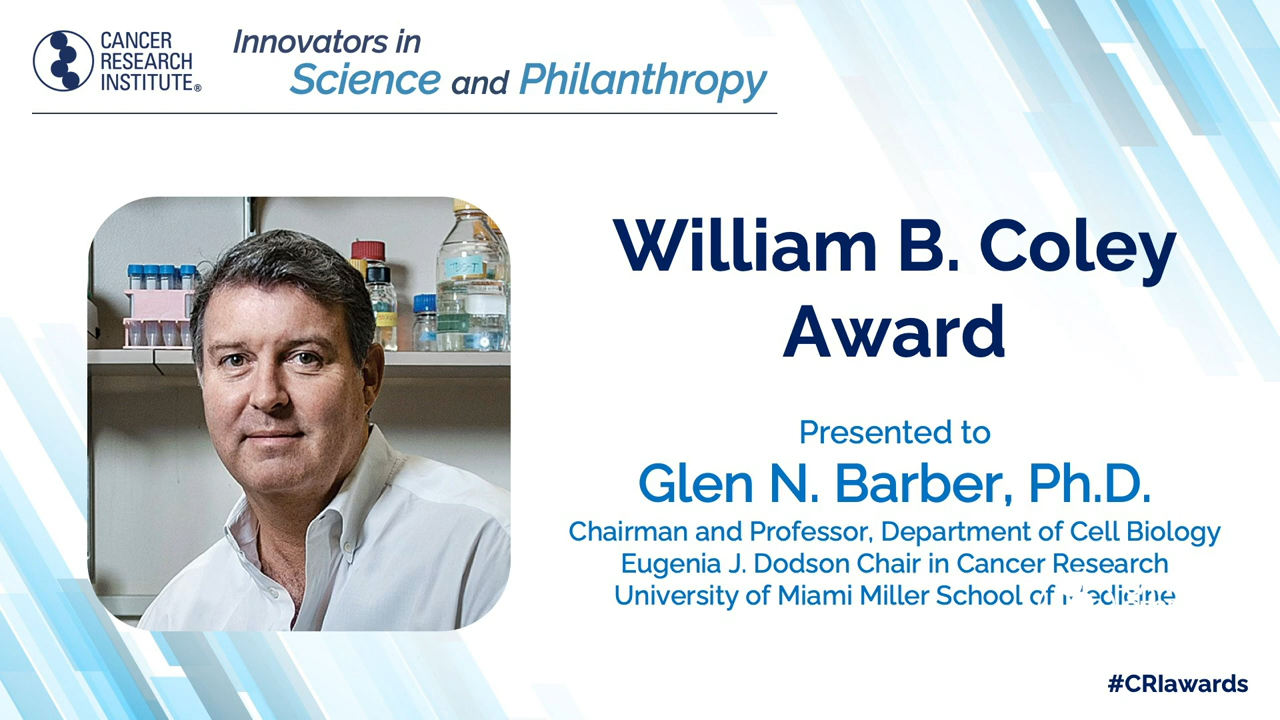 CANCER
RESEARCH
INSTITUTE®
Innovators in
Science and Philanthropy
William B. Coley
Award
Presented to
Glen N. Barber, Ph.D.
Chairman and Professor, Department of Cell Biology
Eugenia J. Dodson Chair in Cancer Research
University of Miami Miller School of Medicine
#CRIawards